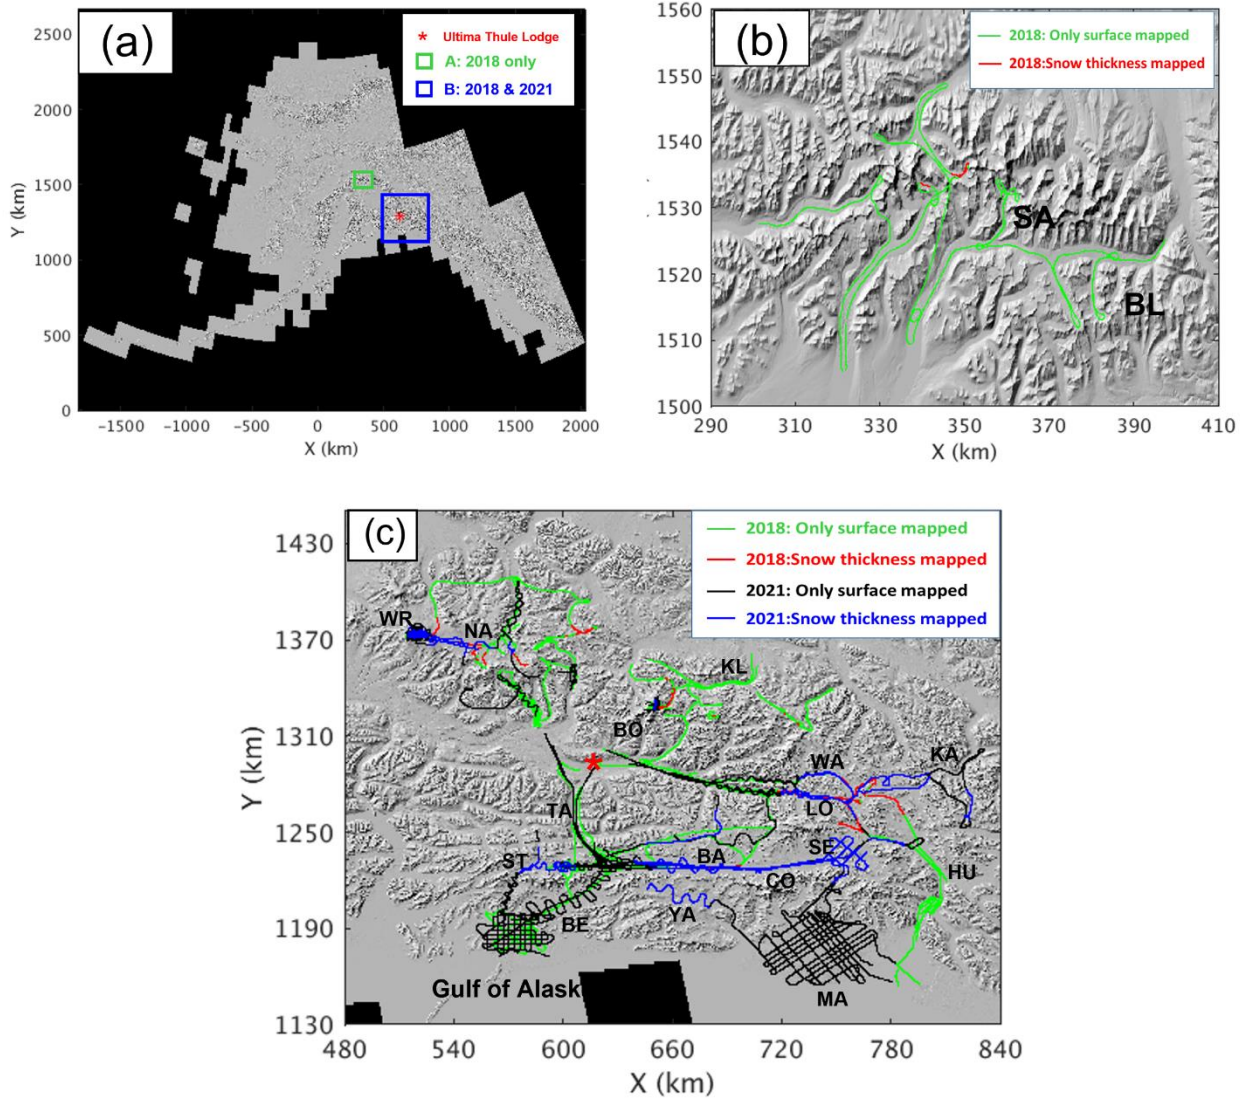 (a)
* Ultima Thule Lodge
A: 2018 only
B: 2018 & 2021
2500
2000
1500
1000
500
0
Y (km)
−1500 −1000 −500 0 500 1000 1500 2000
X (km)
(b)
2018: Only surface mapped
2018:Snow thickness mapped
1560
1550
1540
1530
1520
1510
1500
Y (km)
SA
BL
290 310 330 350 370 390 410
X (km)
(c)
2018: Only surface mapped
2018:Snow thickness mapped
2021: Only surface mapped
2021:Snow thickness mapped
1430
1370
1310
1250
1190
1130
Y (km)
WR
NA
KL
BO
WA
KA
TA
LO
ST
BA
SE
CO
HU
YA
BE
MA
Gulf of Alask
480 540 600 660 720 780 840
X (km)